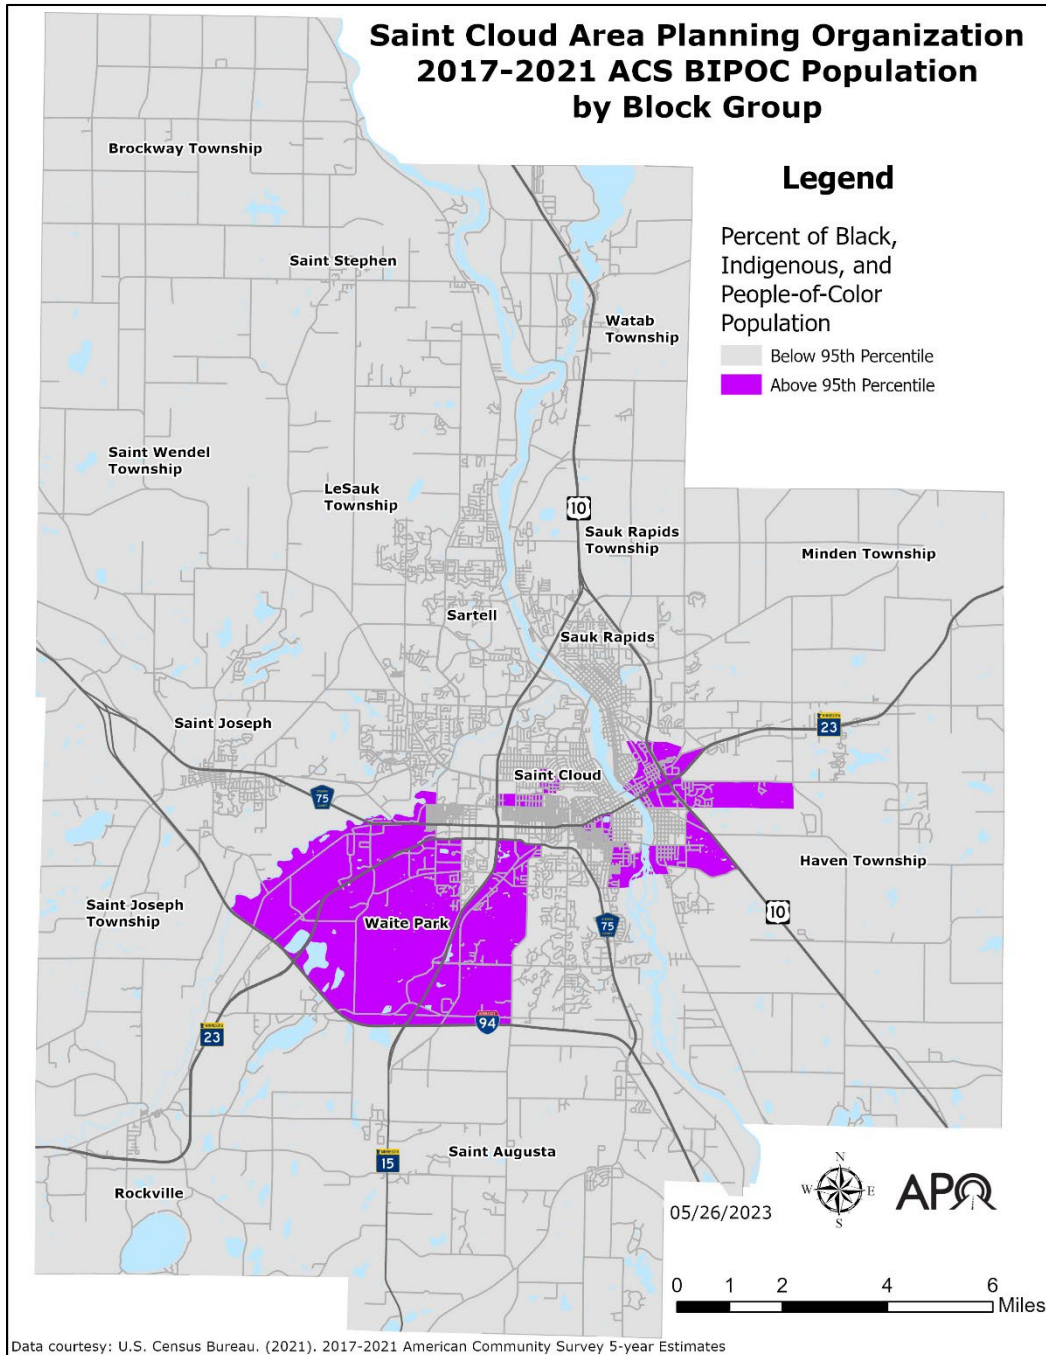 Saint Cloud Area Planning Organization
2017-2021 ACS BIPOC Population
by Block Group
Legend
Percent of Black,
Indigenous, and
People-of-Color
Population
Below 95th Percentile
Above 95th Percentile
Brockway Township
Saint Stephen
Watab
Township
Saint Wendel
Township
LeSauk
Township
10
Sauk Rapids
Township
Minden Township
Sartell
Sauk Rapids
Saint Joseph
23
Saint Cloud
75
Haven Township
Saint Joseph
Township
Waite Park
75
10
23
94
Saint Augusta
15
Rockville
N
W
E
S
APO
05/26/2023
0 1 2 4 6
Miles
Data courtesy: U.S. Census Bureau. (2021). 2017-2021 American Community Survey 5-year Estimates